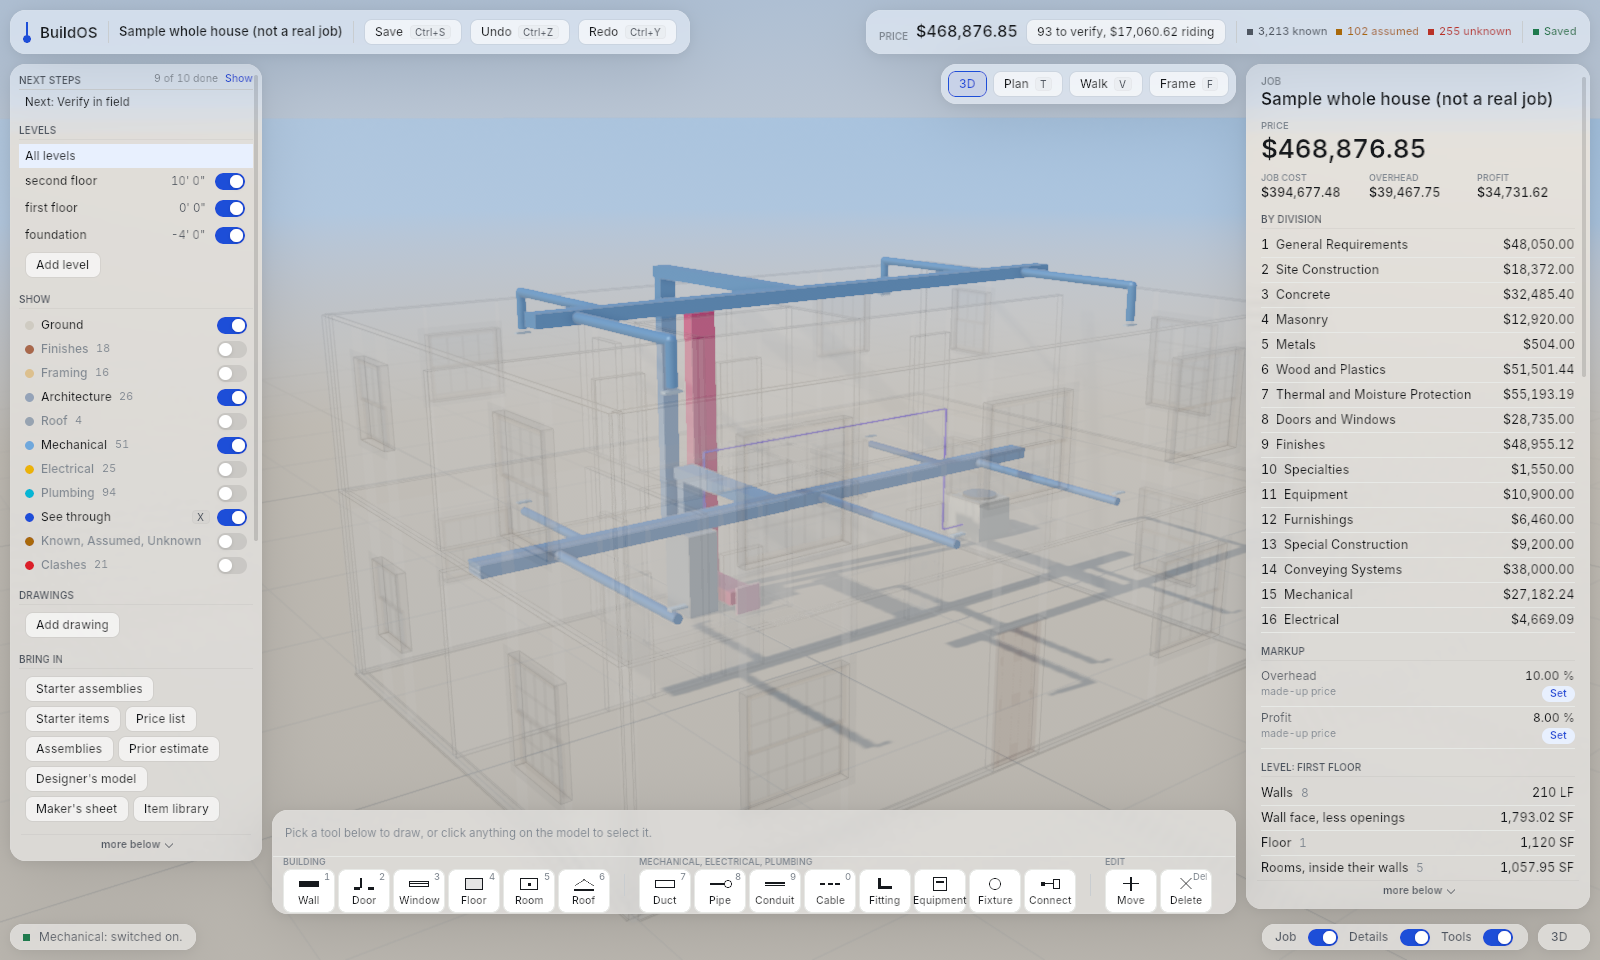 BuildOS
Sample whole house (not a real job)
Save Ctrl+S
Undo Ctrl+Z
Redo Ctrl+Y
PRICE $468,876.85
93 to verify, $17,060.62 riding
3,213 known
102 assumed
255 unknown
Saved
NEXT STEPS 9 of 10 done Show
Next: Verify in field
LEVELS
All levels
second floor 10' 0"
first floor 0' 0"
foundation -4' 0"
Add level
SHOW
Ground
Finishes 18
Framing 16
Architecture 26
Roof 4
Mechanical 51
Electrical 25
Plumbing 94
See through X
Known, Assumed, Unknown
Clashes 21
DRAWINGS
Add drawing
BRING IN
Starter assemblies
Starter items Price list
Assemblies Prior estimate
Designer's model
Maker's sheet Item library
more below
3D
Plan T
Walk V
Frame F
JOB
Sample whole house (not a real job)
PRICE
$468,876.85
JOB COST OVERHEAD PROFIT
$394,677.48 $39,467.75 $34,731.62
BY DIVISION
1 General Requirements $48,050.00
2 Site Construction $18,372.00
3 Concrete $32,485.40
4 Masonry $12,920.00
5 Metals $504.00
6 Wood and Plastics $51,501.44
7 Thermal and Moisture Protection $55,193.19
8 Doors and Windows $28,735.00
9 Finishes $48,955.12
10 Specialties $1,550.00
11 Equipment $10,900.00
12 Furnishings $6,460.00
13 Special Construction $9,200.00
14 Conveying Systems $38,000.00
15 Mechanical $27,182.24
16 Electrical $4,669.09
MARKUP
Overhead 10.00 %
made-up price Set
Profit 8.00 %
made-up price Set
LEVEL: FIRST FLOOR
Walls 8 210 LF
Wall face, less openings 1,793.02 SF
Floor 1 1,120 SF
Rooms, inside their walls 5 1,057.95 SF
more below
Pick a tool below to draw, or click anything on the model to select it.
BUILDING
Wall 1
Door 2
Window 3
Floor 4
Room 5
Roof 6
MECHANICAL, ELECTRICAL, PLUMBING
Duct 7
Pipe 8
Conduit 9
Cable 0
Fitting
Equipment
Fixture
Connect
EDIT
Move
Delete Del
Mechanical: switched on.
Job
Details
Tools
3D